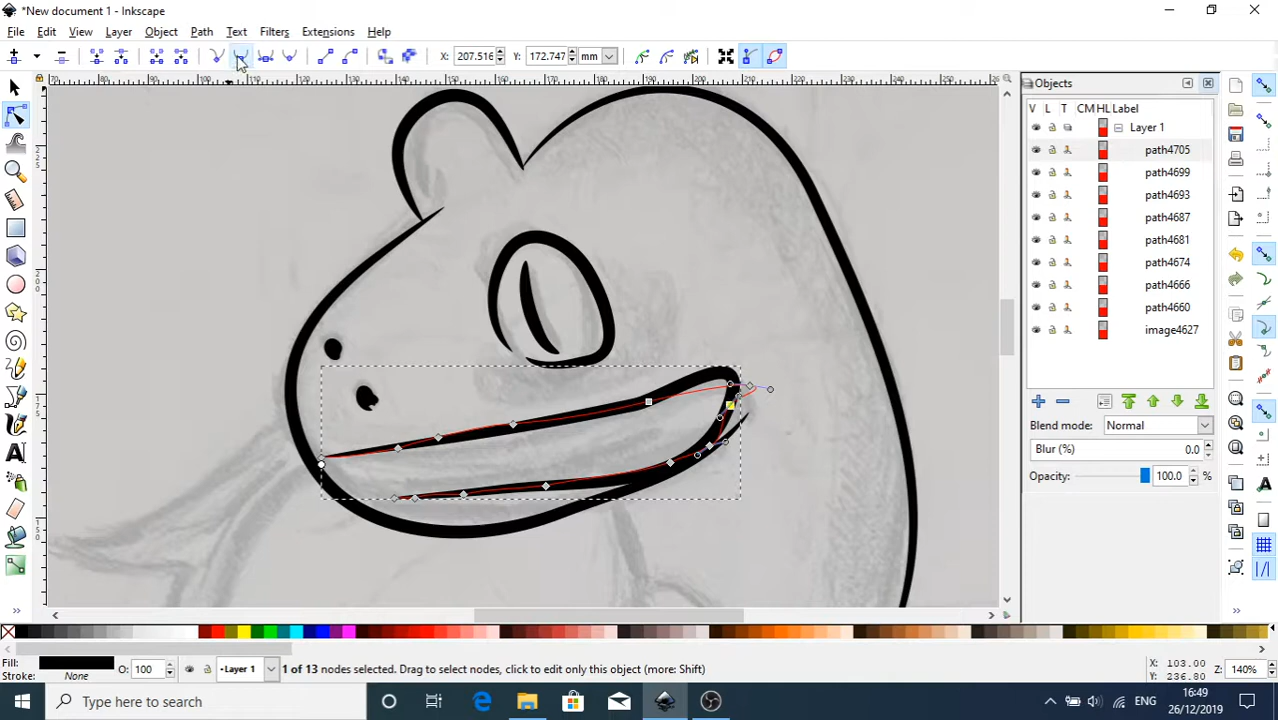 *New document 1 - Inkscape
File Edit View Layer Object Path Text Filters Extensions Help
X: 207.516 Y: 172.747 mm
Objects
V L T CM HL Label
Layer 1
path4705
path4699
path4693
path4687
path4681
path4674
path4666
path4660
image4627
Blend mode: Normal
Blur (%) 0.0
Opacity: 100.0 %
Fill:
Stroke: None
O: 100
Layer 1
1 of 13 nodes selected. Drag to select nodes, click to edit only this object (more: Shift)
X: 103.00
Y: 236.80
Z: 140%
Type here to search
ENG
16:49
26/12/2019